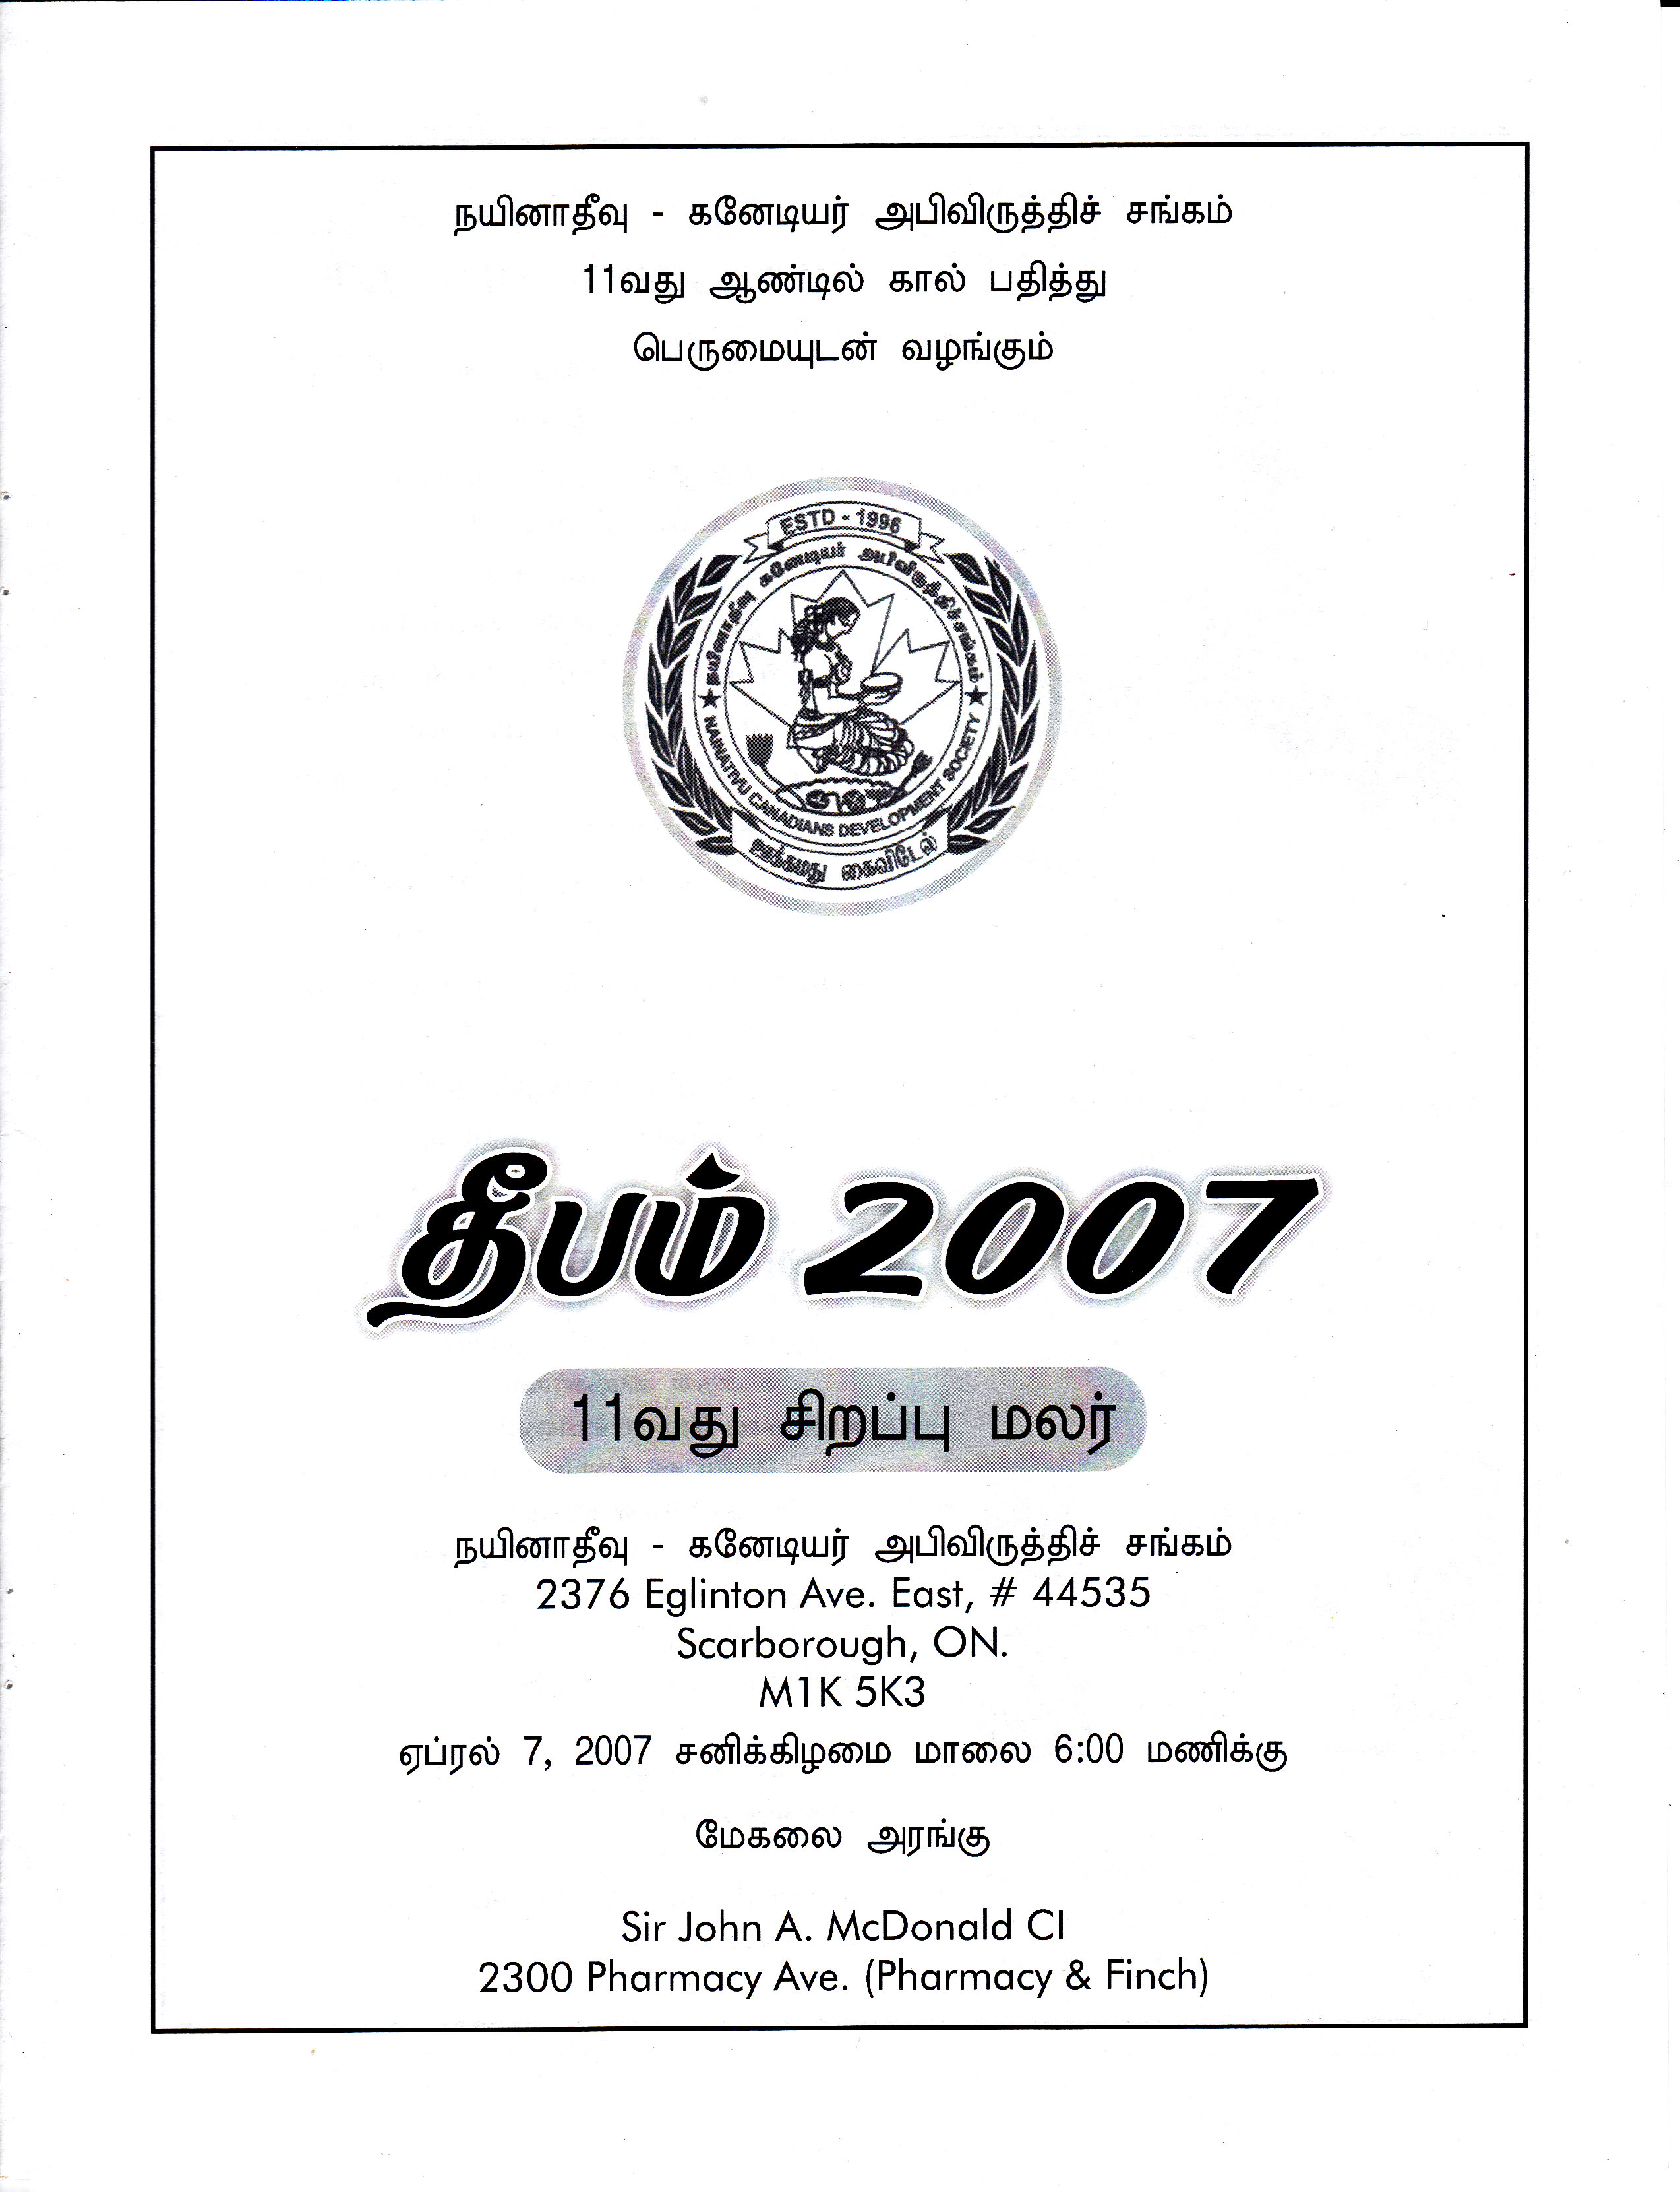 நயினாதீவு - கனேடியர் அபிவிருத்திச் சங்கம்
11வது ஆண்டில் கால் பதித்து
பெருமையுடன் வழங்கும்
ESTD - 1996
நயினாதீவு கனேடியர் அபிவிருத்திச்சங்கம்
NAINATIVU CANADIANS DEVELOPMENT SOCIETY
ஊக்கமது கைவிடேல்
தீபம் 2007
11வது சிறப்பு மலர்
நயினாதீவு - கனேடியர் அபிவிருத்திச் சங்கம்
2376 Eglinton Ave. East, # 44535
Scarborough, ON.
M1K 5K3
ஏப்ரல் 7, 2007 சனிக்கிழமை மாலை 6:00 மணிக்கு
மேகலை அரங்கு
Sir John A. McDonald CI
2300 Pharmacy Ave. (Pharmacy & Finch)